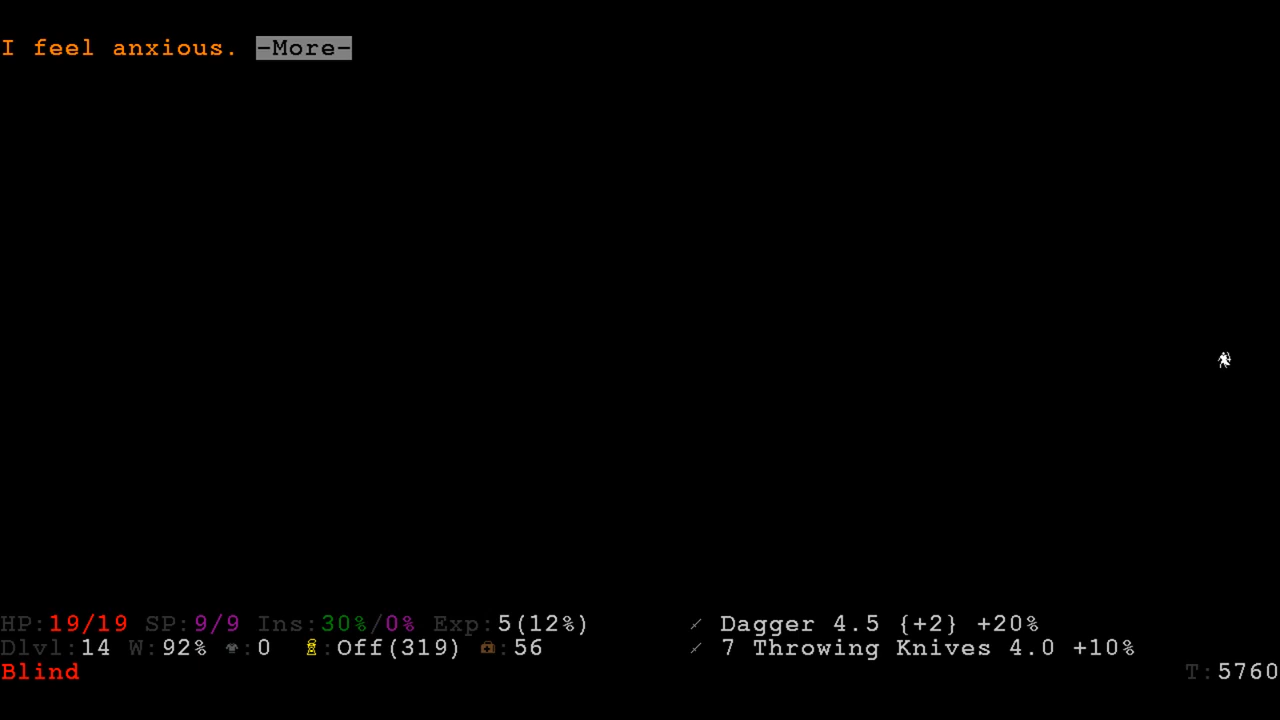 I feel anxious. -More-
HP:19/19 SP:9/9 Ins:30%/0% Exp:5(12%) Dagger 4.5 {+2} +20%
Dlvl:14 W:92% :0 :Off(319) :56 7 Throwing Knives 4.0 +10%
Blind T:5760